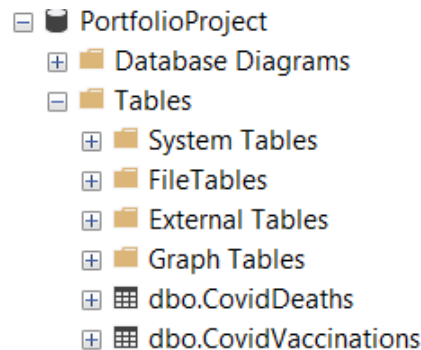 PortfolioProject
Database Diagrams
Tables
System Tables
FileTables
External Tables
Graph Tables
dbo.CovidDeaths
dbo.CovidVaccinations